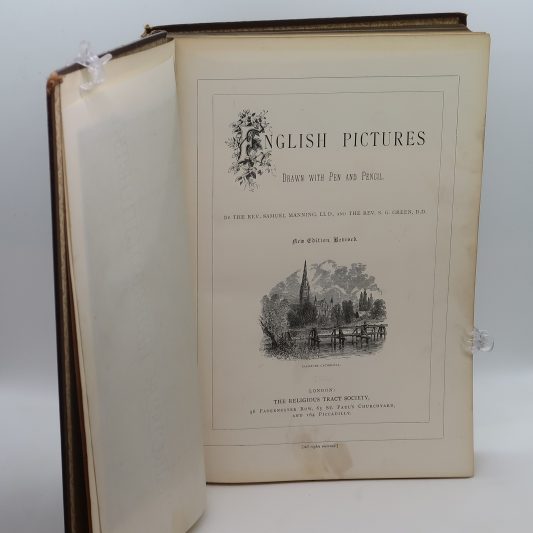 ENGLISH PICTURES
DRAWN WITH PEN AND PENCIL.
BY THE REV. SAMUEL MANNING, LL.D., AND THE REV. S. G. GREEN, D.D.
New Edition, Revised
SALISBURY CATHEDRAL.
LONDON:
THE RELIGIOUS TRACT SOCIETY,
56 PATERNOSTER ROW, 65 ST. PAUL'S CHURCHYARD,
AND 164 PICCADILLY.
[All rights reserved.]